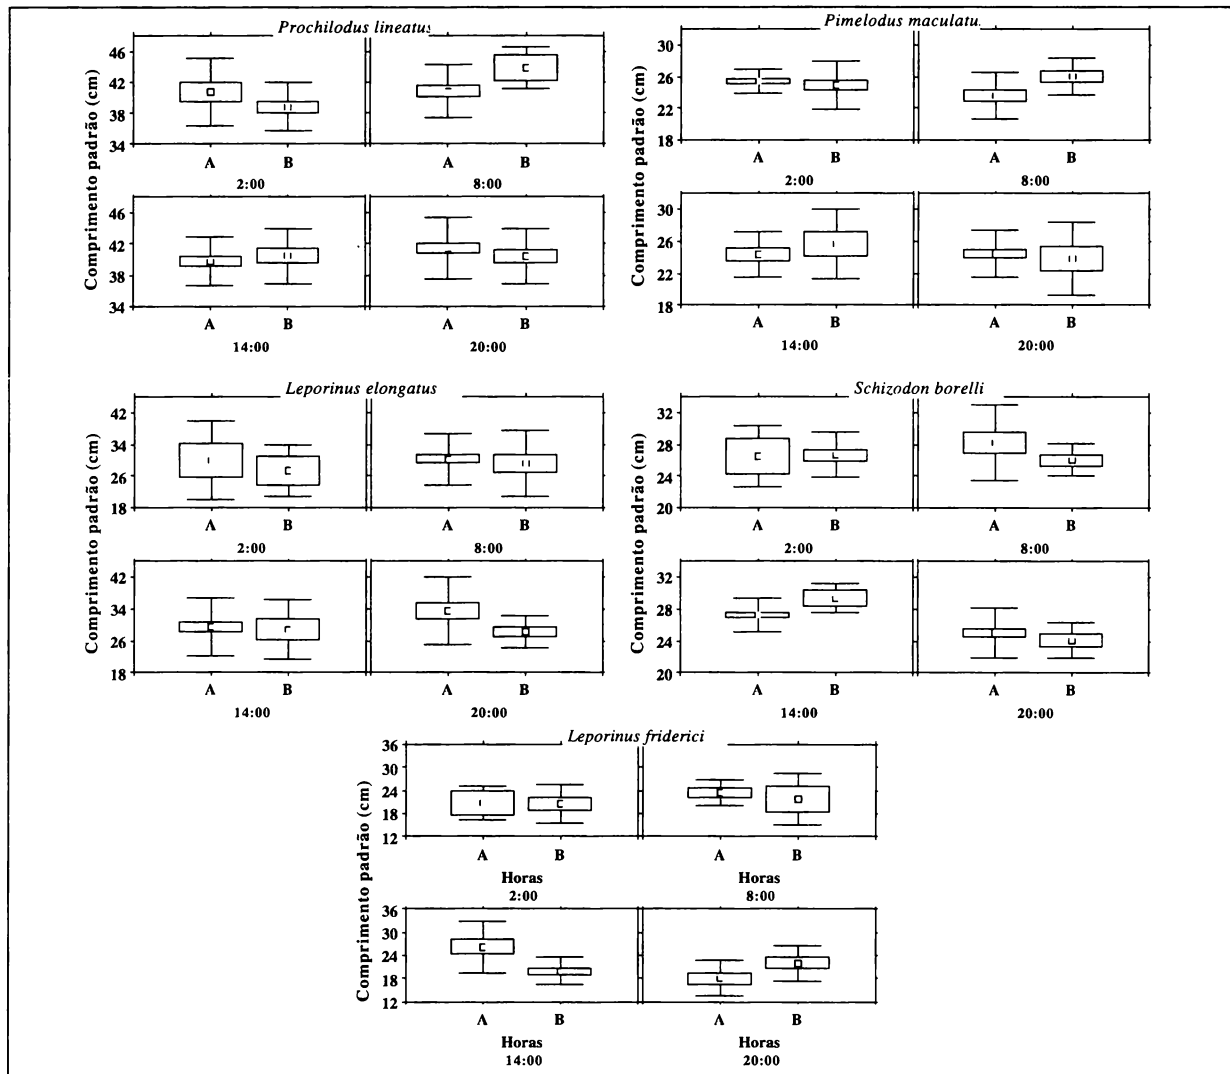 Prochilodus lineatus
Comprimento padrão (cm)
46
42
38
34
A B A B
2:00 8:00
46
42
38
34
A B A B
14:00 20:00
Pimelodus maculatu
Comprimento padrão (cm)
30
26
22
18
A B A B
2:00 8:00
30
26
22
18
A B A B
14:00 20:00
Leporinus elongatus
Comprimento padrão (cm)
42
34
26
18
A B A B
2:00 8:00
42
34
26
18
A B A B
14:00 20:00
Schizodon borelli
Comprimento padrão (cm)
32
28
24
20
A B A B
2:00 8:00
32
28
24
20
A B A B
14:00 20:00
Leporinus friderici
Comprimento padrão (cm)
36
30
24
18
12
A B A B
Horas Horas
2:00 8:00
36
30
24
18
12
A B A B
Horas Horas
14:00 20:00